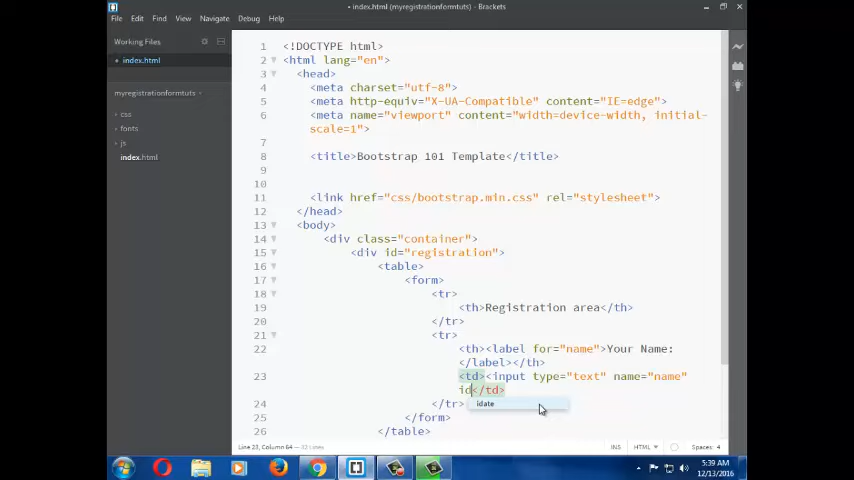 • index.html (myregistrationformtuts) - Brackets
File Edit Find View Navigate Debug Help
Working Files
index.html
myregistrationformtuts
css
fonts
js
index.html
1 <!DOCTYPE html>
2 <html lang="en">
3 <head>
4 <meta charset="utf-8">
5 <meta http-equiv="X-UA-Compatible" content="IE=edge">
6 <meta name="viewport" content="width=device-width, initial-
scale=1">
7
8 <title>Bootstrap 101 Template</title>
9
10
11 <link href="css/bootstrap.min.css" rel="stylesheet">
12 </head>
13 <body>
14 <div class="container">
15 <div id="registration">
16 <table>
17 <form>
18 <tr>
19 <th>Registration area</th>
20 </tr>
21 <tr>
22 <th><label for="name">Your Name:
</label></th>
23 <td><input type="text" name="name"
id</td>
idate
24 </tr>
25 </form>
26 </table>
Line 23, Column 64 — 32 Lines
INS HTML Spaces: 4
5:39 AM
12/13/2016